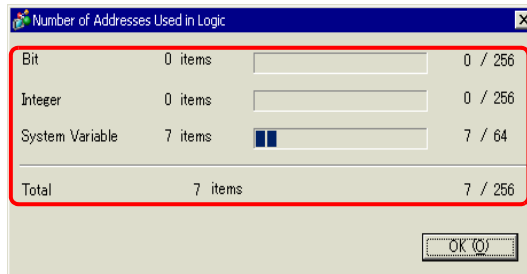 Number of Addresses Used in Logic
Bit 0 items 0 / 256
Integer 0 items 0 / 256
System Variable 7 items 7 / 64
Total 7 items 7 / 256
OK (O)